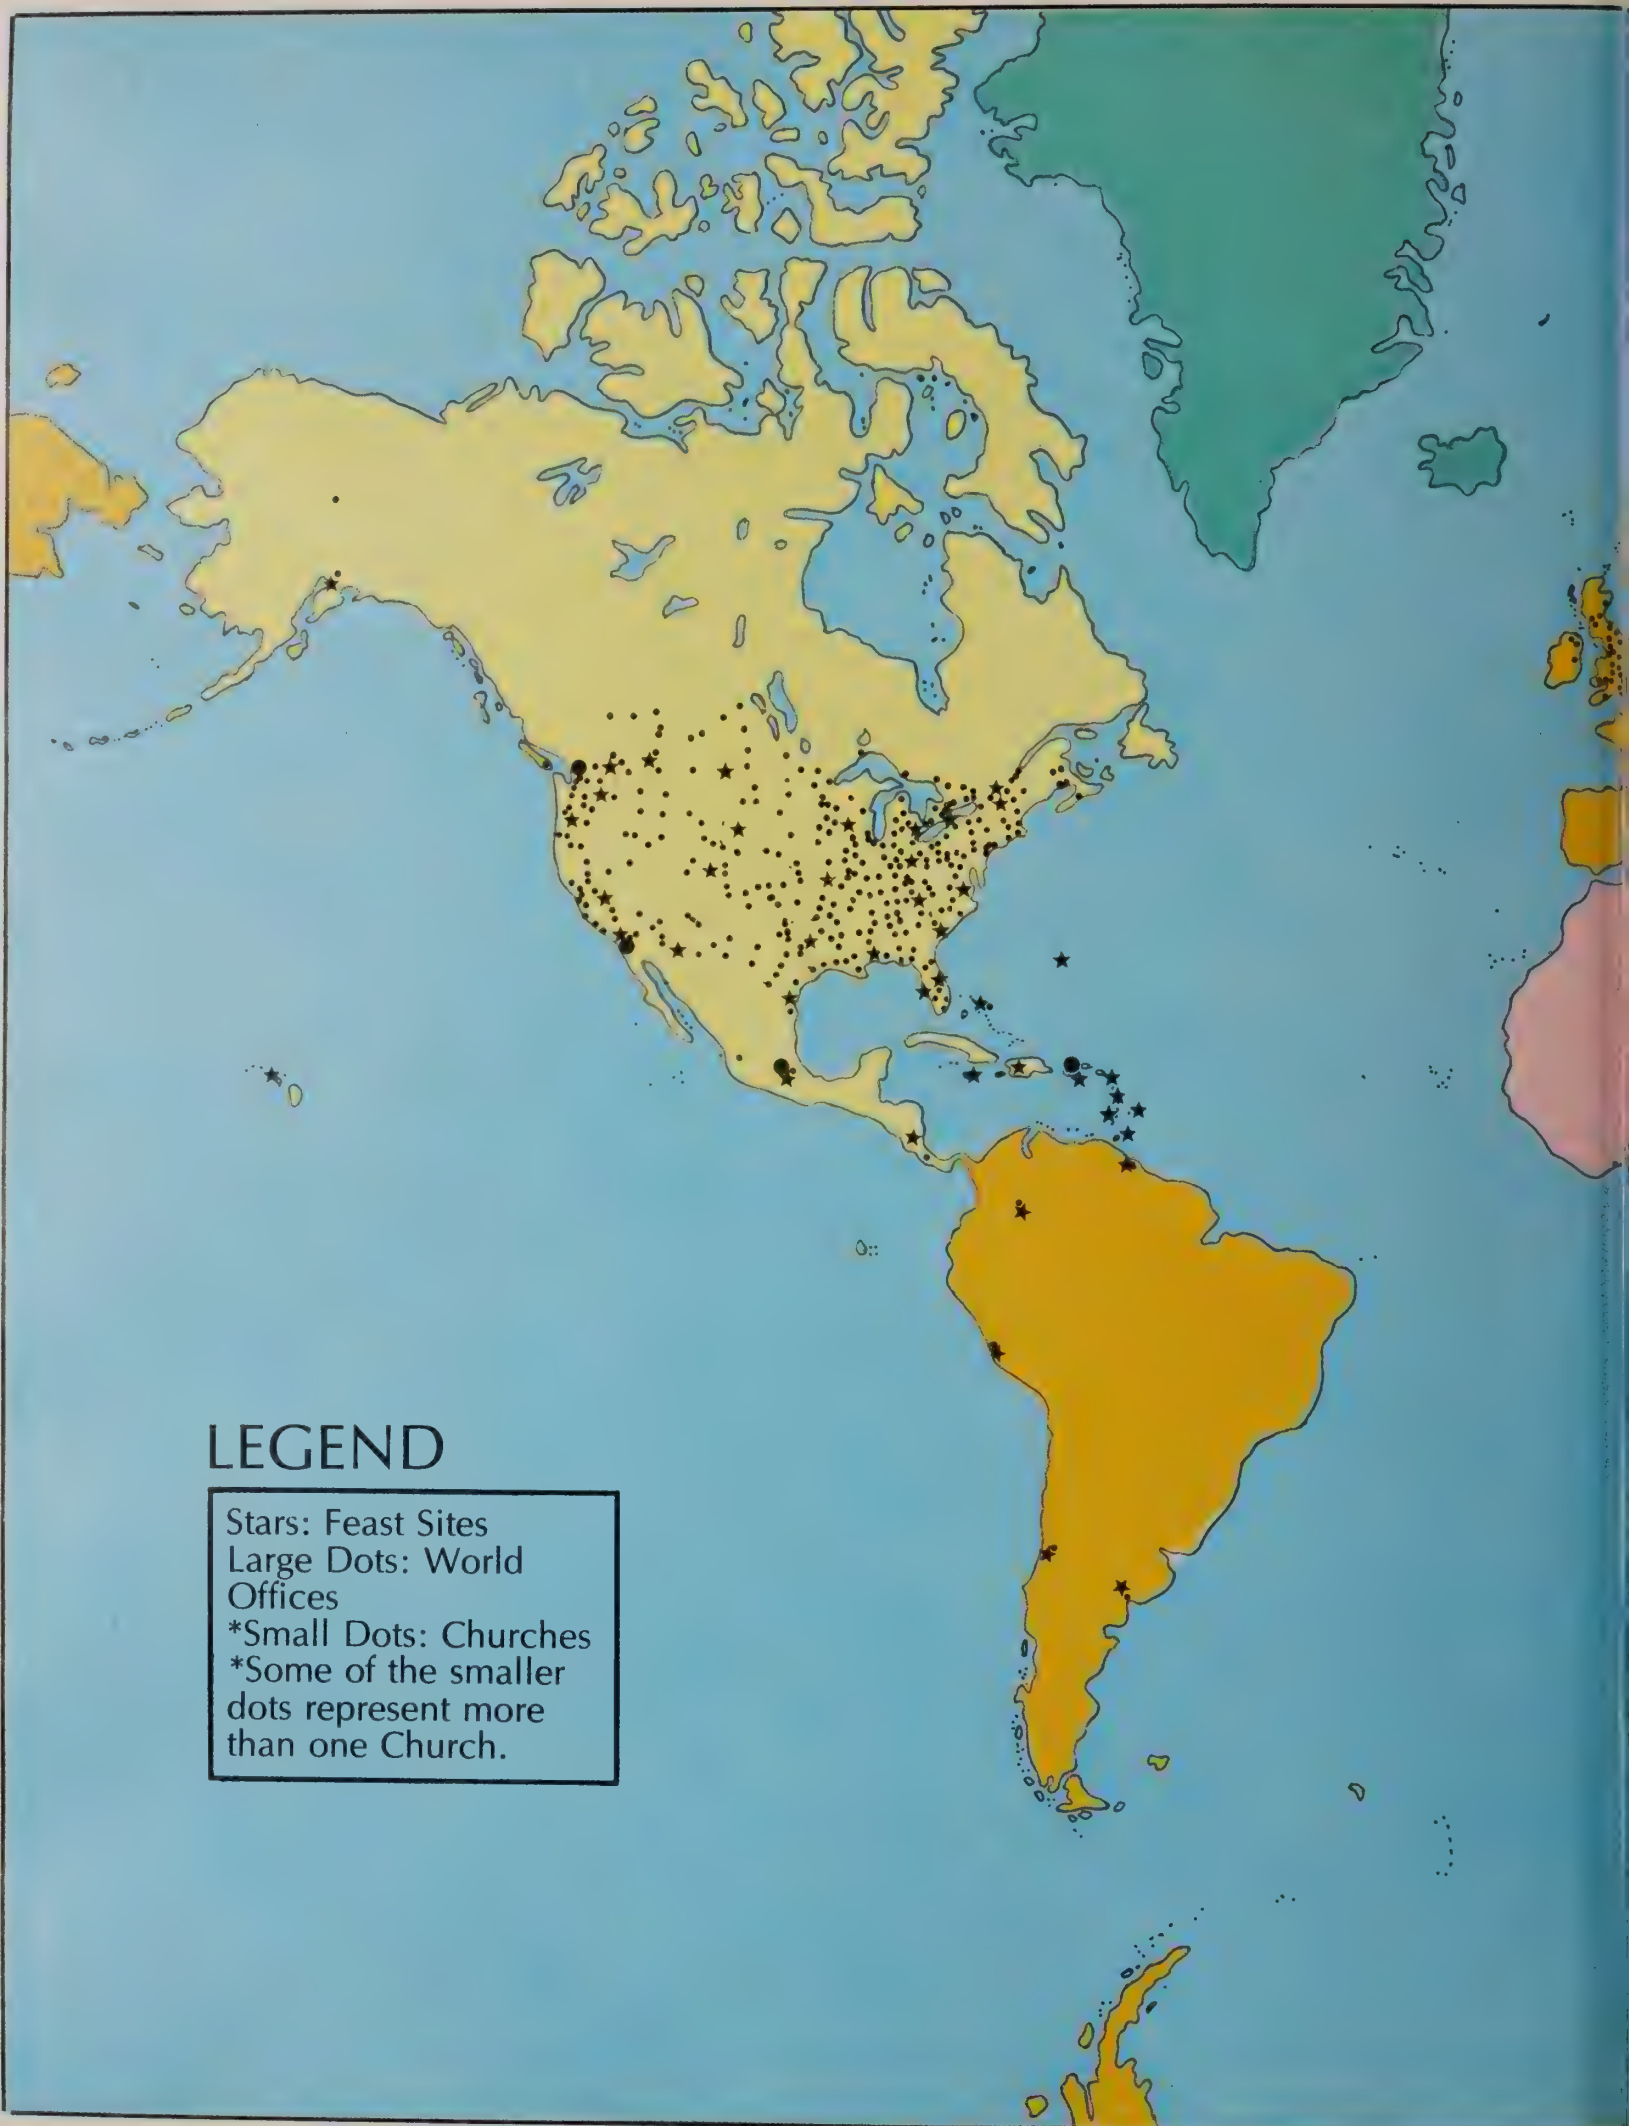 LEGEND
Stars: Feast Sites
Large Dots: World
Offices
*Small Dots: Churches
*Some of the smaller
dots represent more
than one Church.